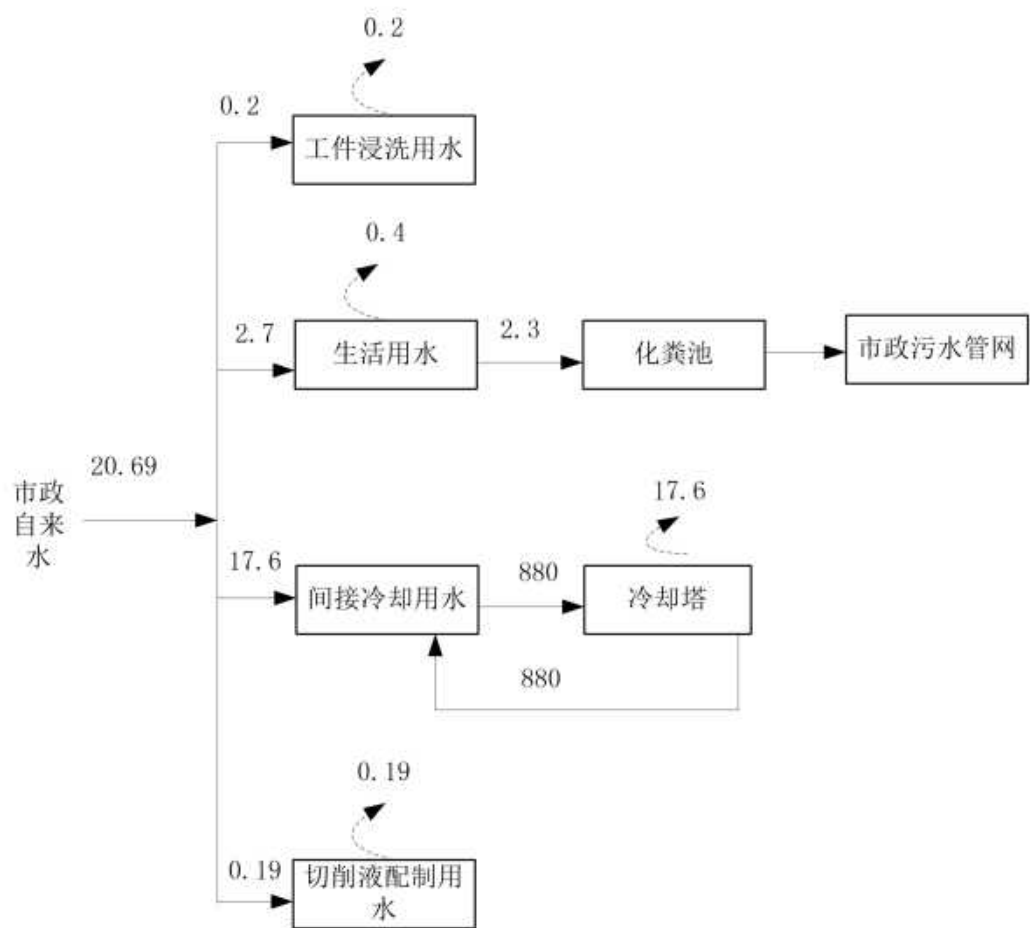 0.2
0.2
工件浸洗用水
0.4
2.7
生活用水
2.3
化粪池
市政污水管网
20.69
市政
自来
水
17.6
17.6
间接冷却用水
880
冷却塔
880
0.19
0.19
切削液配制用
水